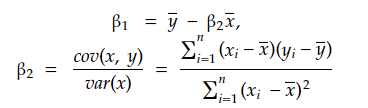 β₁ = ȳ − β₂x̄,
β₂ = cov(x, y) / var(x) = ∑ⁿᵢ₌₁ (xᵢ − x̄)(yᵢ − ȳ) / ∑ⁿᵢ₌₁ (xᵢ − x̄)²